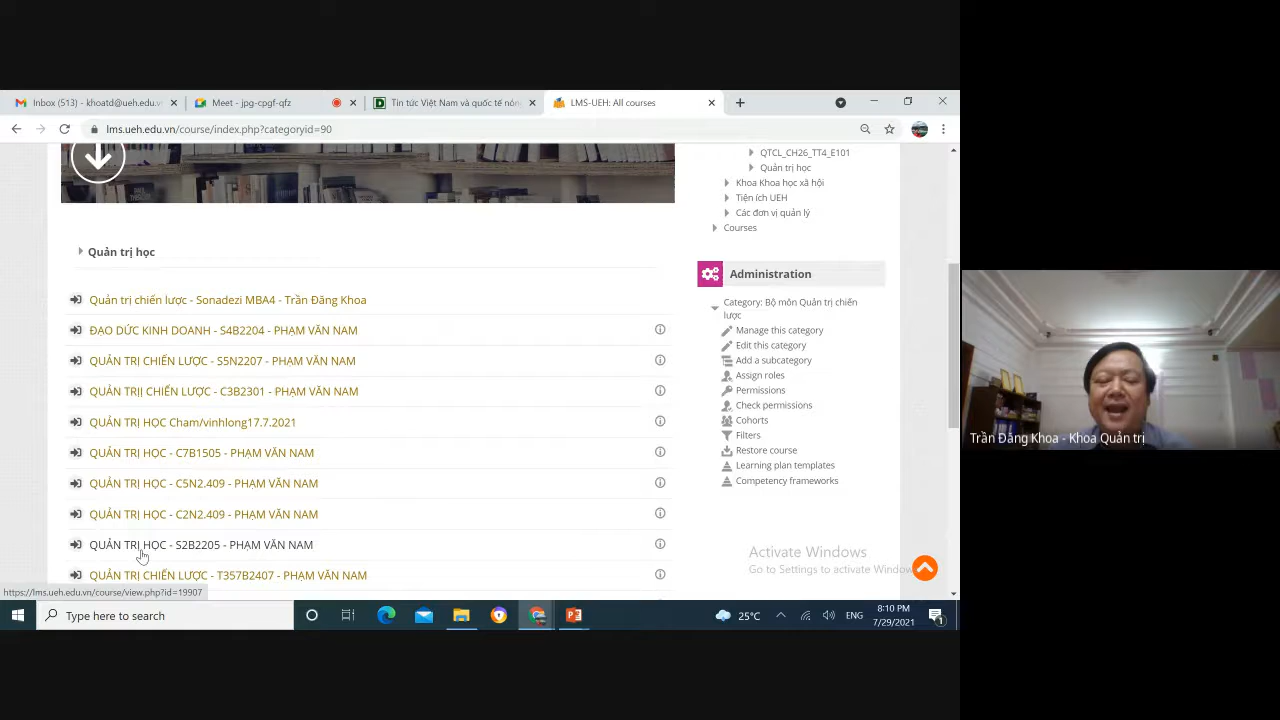 Inbox (513) - khoatd@ueh.edu.v
Meet - jpg-cpgf-qfz
Tin tức Việt Nam và quốc tế nón
LMS-UEH: All courses
lms.ueh.edu.vn/course/index.php?categoryid=90
QTCL_CH26_TT4_E101
Quản trị học
Khoa Khoa học xã hội
Tiện ích UEH
Các đơn vị quản lý
Courses
Quản trị học
Quản trị chiến lược - Sonadezi MBA4 - Trần Đăng Khoa
ĐẠO DỨC KINH DOANH - S4B2204 - PHẠM VĂN NAM
QUẢN TRỊ CHIẾN LƯỢC - S5N2207 - PHẠM VĂN NAM
QUẢN TRỊ| CHIẾN LƯỢC - C3B2301 - PHẠM VĂN NAM
QUẢN TRỊ HỌC Cham/vinhlong17.7.2021
QUẢN TRỊ HỌC - C7B1505 - PHẠM VĂN NAM
QUẢN TRỊ HỌC - C5N2.409 - PHẠM VĂN NAM
QUẢN TRỊ HỌC - C2N2.409 - PHẠM VĂN NAM
QUẢN TRỊ HỌC - S2B2205 - PHẠM VĂN NAM
QUẢN TRỊ CHIẾN LƯỢC - T357B2407 - PHẠM VĂN NAM
Administration
Category: Bộ môn Quản trị chiến
lược
Manage this category
Edit this category
Add a subcategory
Assign roles
Permissions
Check permissions
Cohorts
Filters
Restore course
Learning plan templates
Competency frameworks
Activate Windows
Go to Settings to activate Window
https://lms.ueh.edu.vn/course/view.php?id=19907
Type here to search
25°C
ENG
8:10 PM
7/29/2021
1
Trần Đăng Khoa - Khoa Quản trị